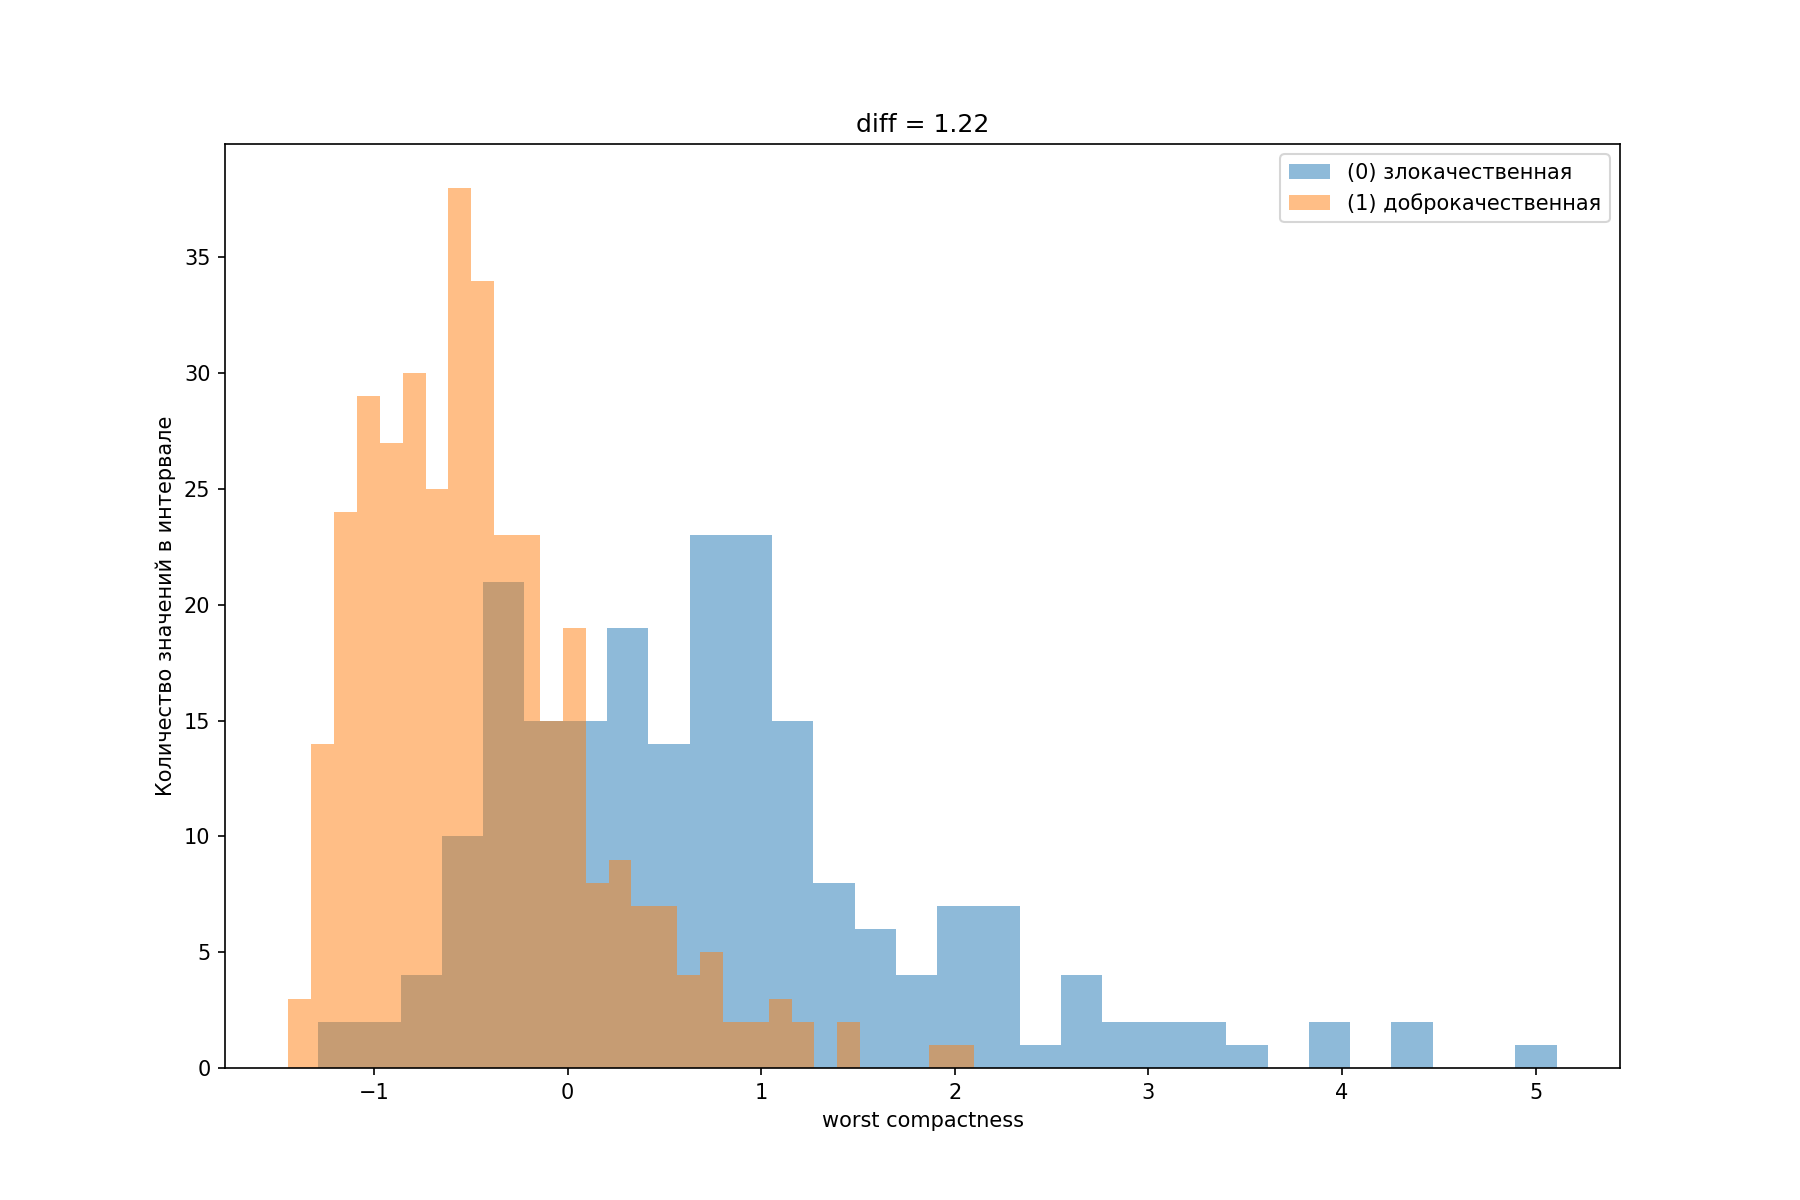 diff = 1.22
(0) злокачественная
(1) доброкачественная
Количество значений в интервале
35
30
25
20
15
10
5
0
−1 0 1 2 3 4 5
worst compactness